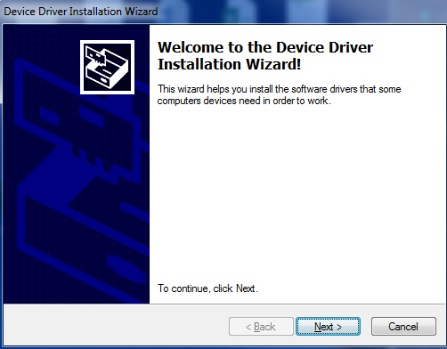 Device Driver Installation Wizard
Welcome to the Device Driver
Installation Wizard!
This wizard helps you install the software drivers that some
computers devices need in order to work.
To continue, click Next.
< Back
Next >
Cancel